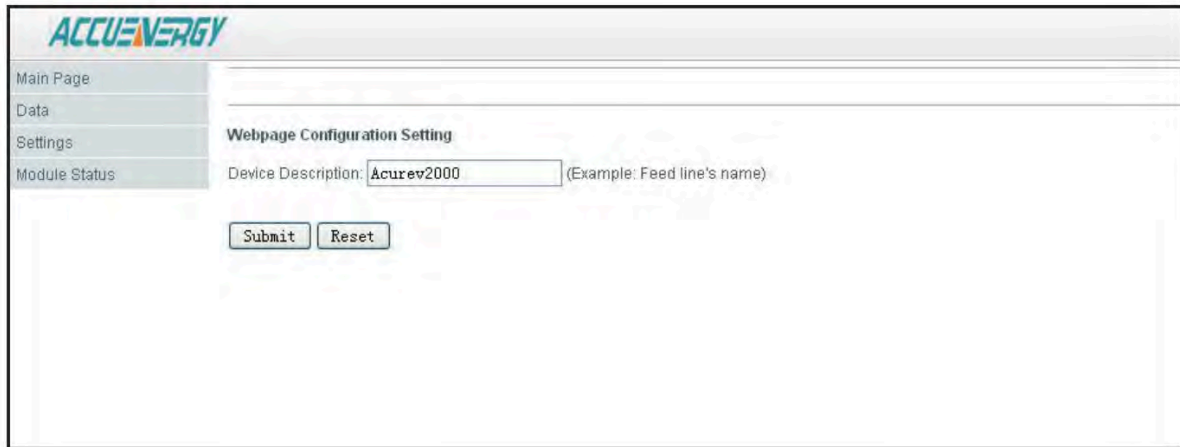 ACCUENERGY
Main Page
Data
Settings
Module Status
Webpage Configuration Setting
Device Description: Acurev2000 (Example: Feed line's name)
Submit Reset